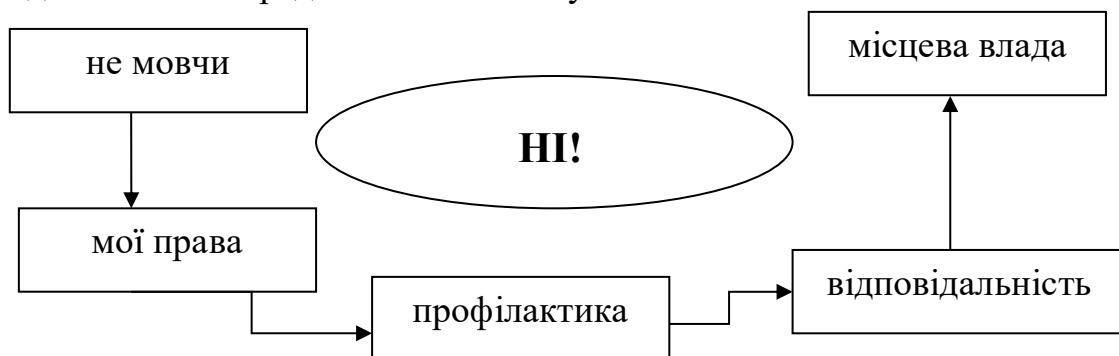 не мовчи
місцева влада
НІ!
мої права
відповідальність
профілактика